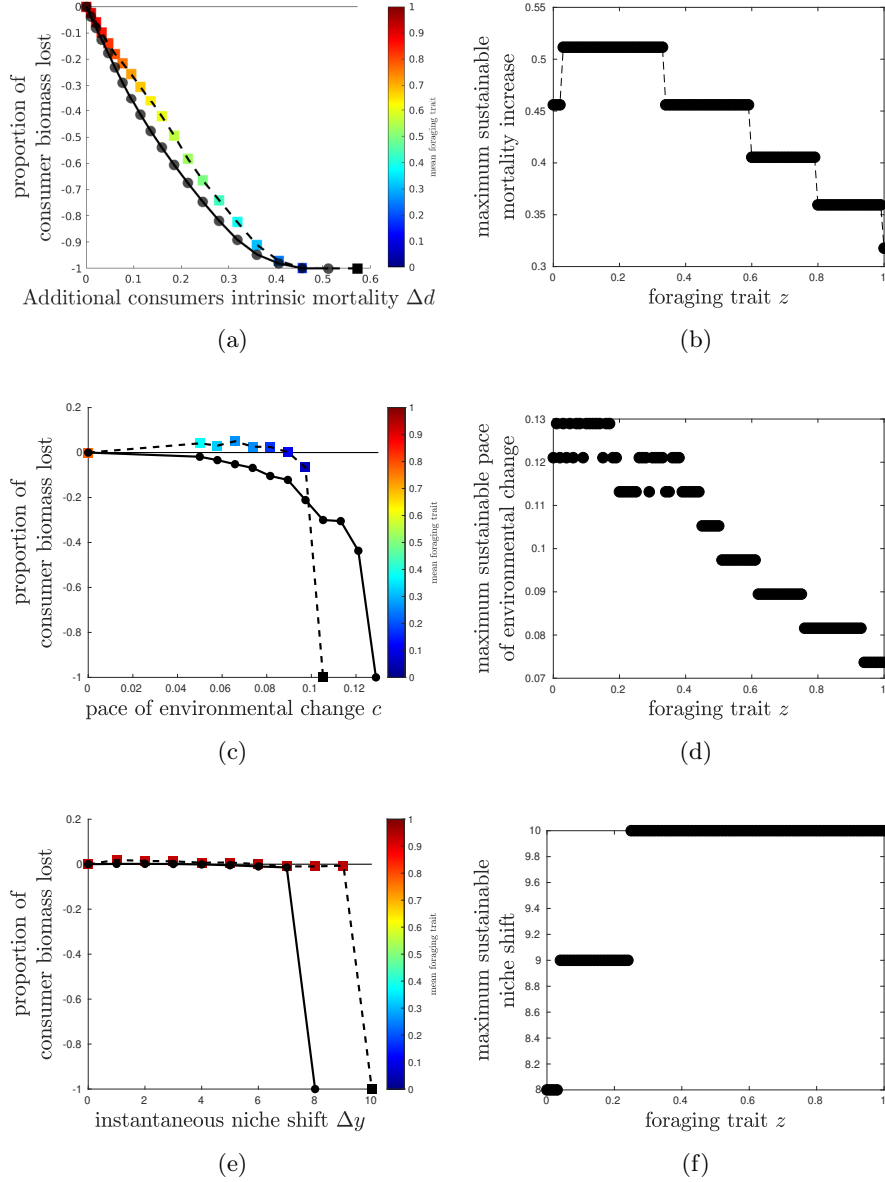 0
-0.1
-0.2
-0.3
-0.4
-0.5
-0.6
-0.7
-0.8
-0.9
-1
0 0.1 0.2 0.3 0.4 0.5 0.6
proportion of
consumer biomass lost
Additional consumers intrinsic mortality Δd
1
0.9
0.8
0.7
0.6
0.5
0.4
0.3
0.2
0.1
0
mean foraging trait
(a)
0.5
0.45
0.4
0.35
0.3
0 0.2 0.4 0.6 0.8 1
maximum sustainable
mortality increase
foraging trait z
(b)
0.2
0
-0.2
-0.4
-0.6
-0.8
-1
0 0.02 0.04 0.06 0.08 0.1 0.12
proportion of
consumer biomass lost
pace of environmental change c
1
0.9
0.8
0.7
0.6
0.5
0.4
0.3
0.2
0.1
0
mean foraging trait
(c)
0.13
0.12
0.11
0.1
0.09
0.08
0.07
0 0.2 0.4 0.6 0.8 1
maximum sustainable pace
of environmental change
foraging trait z
(d)
0.2
0
-0.2
-0.4
-0.6
-0.8
-1
0 2 4 6 8 10
proportion of
consumer biomass lost
instantaneous niche shift Δy
1
0.9
0.8
0.7
0.6
0.5
0.4
0.3
0.2
0.1
0
mean foraging trait
(e)
10
9.8
9.6
9.4
9.2
9
8.8
8.6
8.4
8.2
8
0 0.2 0.4 0.6 0.8 1
maximum sustainable
niche shift
foraging trait z
(f)